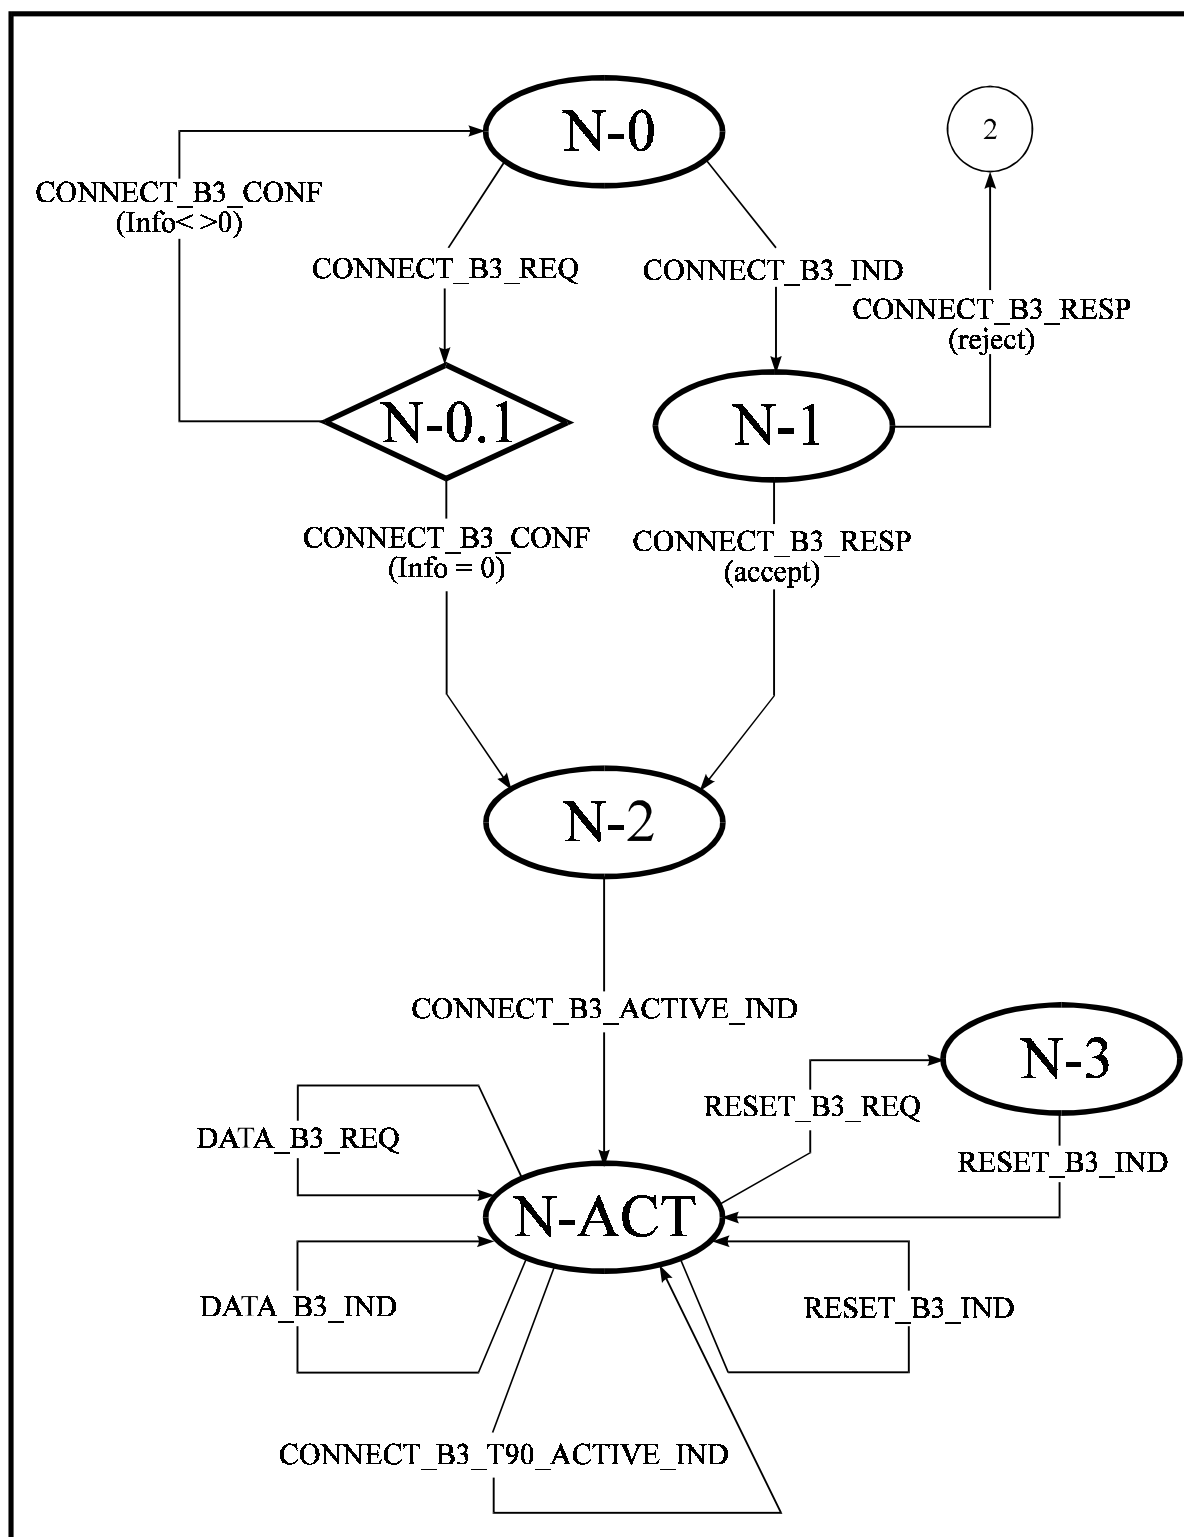 N-0
2
CONNECT_B3_CONF
(Info< >0)
CONNECT_B3_REQ
CONNECT_B3_IND
CONNECT_B3_RESP
(reject)
N-0.1
N-1
CONNECT_B3_CONF
(Info = 0)
CONNECT_B3_RESP
(accept)
N-2
CONNECT_B3_ACTIVE_IND
N-3
RESET_B3_REQ
DATA_B3_REQ
RESET_B3_IND
N-ACT
DATA_B3_IND
RESET_B3_IND
CONNECT_B3_T90_ACTIVE_IND